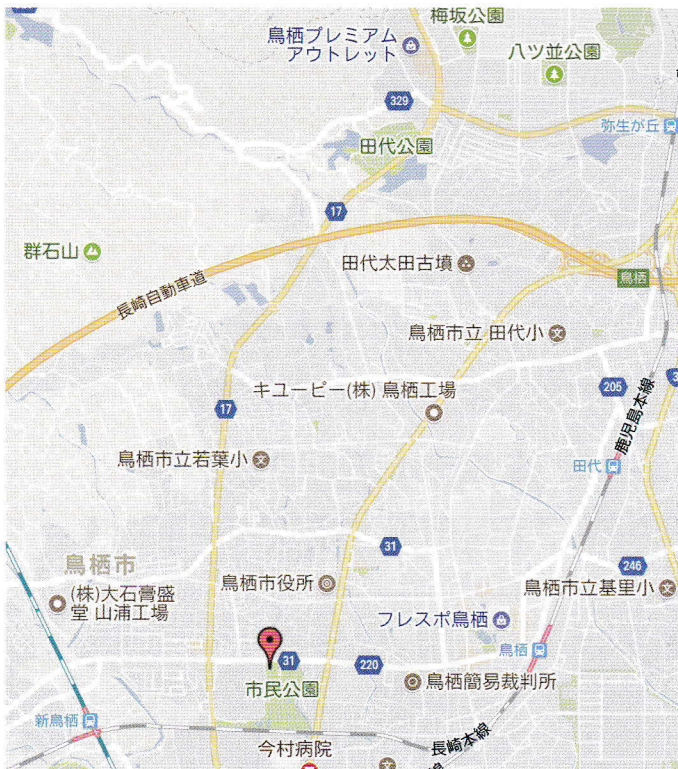 梅坂公園
鳥栖プレミアム
アウトレット
八ツ並公園
329
弥生が丘
田代公園
17
群石山
田代太田古墳
鳥栖
長崎自動車道
鳥栖市立 田代小
205
3
キユーピー(株) 鳥栖工場
17
鹿児島本線
鳥栖市立若葉小
田代
31
鳥栖市
246
(株)大石膏盛
堂 山浦工場
鳥栖市役所
鳥栖市立基里小
フレスポ鳥栖
鳥栖
31
220
市民公園
鳥栖簡易裁判所
新鳥栖
今村病院
長崎本線